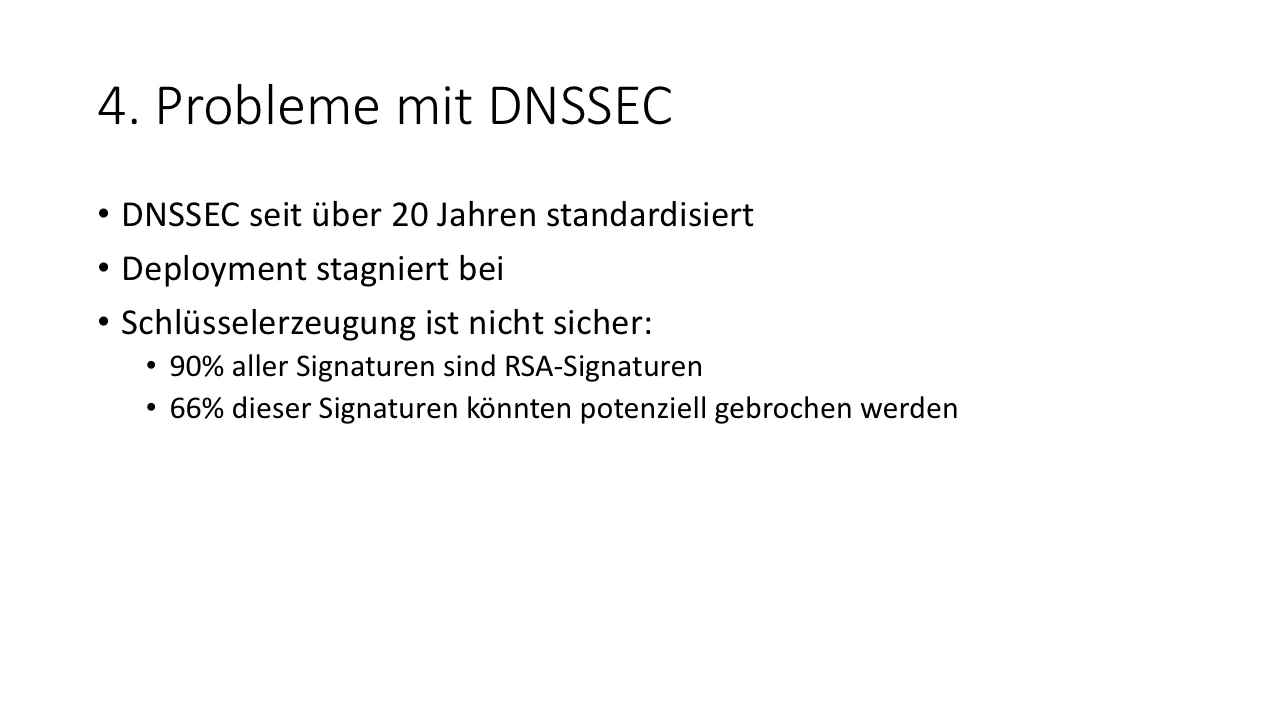 4. Probleme mit DNSSEC
• DNSSEC seit über 20 Jahren standardisiert
• Deployment stagniert bei
• Schlüsselerzeugung ist nicht sicher:
• 90% aller Signaturen sind RSA-Signaturen
• 66% dieser Signaturen könnten potenziell gebrochen werden